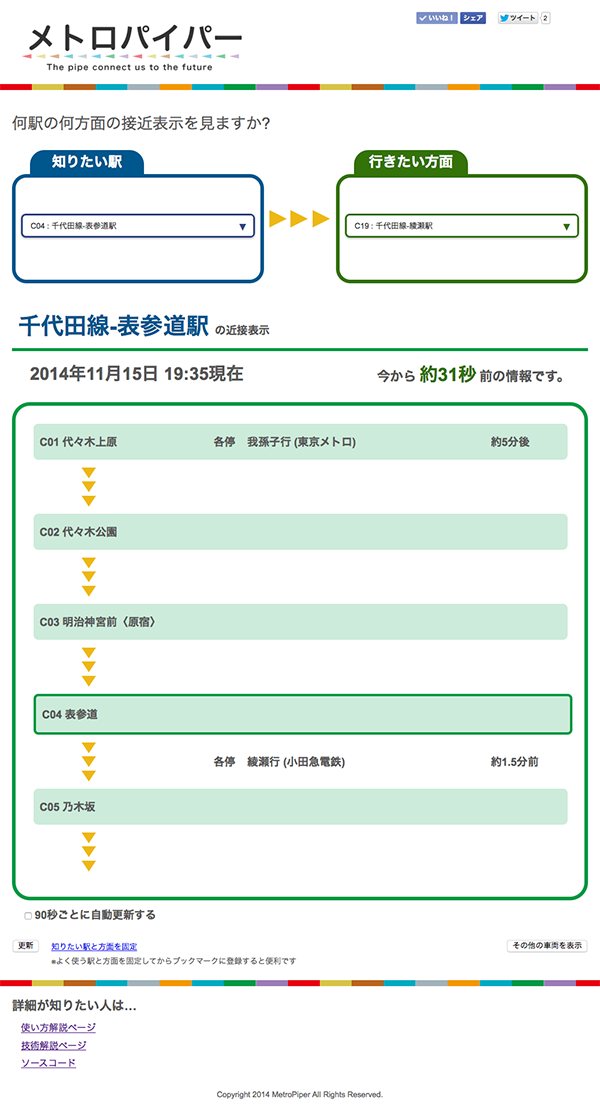 いいね！ シェア ツイート 2
メトロパイパー
The pipe connect us to the future
何駅の何方面の接近表示を見ますか?
知りたい駅 行きたい方面
C04 : 千代田線-表参道駅 ▼ C19 : 千代田線-綾瀬駅 ▼
千代田線-表参道駅 の近接表示
2014年11月15日 19:35現在 今から 約31秒 前の情報です。
C01 代々木上原 各停 我孫子行 (東京メトロ) 約5分後
C02 代々木公園
C03 明治神宮前〈原宿〉
C04 表参道
各停 綾瀬行 (小田急電鉄) 約1.5分前
C05 乃木坂
90秒ごとに自動更新する
更新 知りたい駅と方面を固定 その他の車両を表示
※よく使う駅と方面を固定してからブックマークに登録すると便利です
詳細が知りたい人は…
使い方解説ページ
技術解説ページ
ソースコード
Copyright 2014 MetroPiper All Rights Reserved.